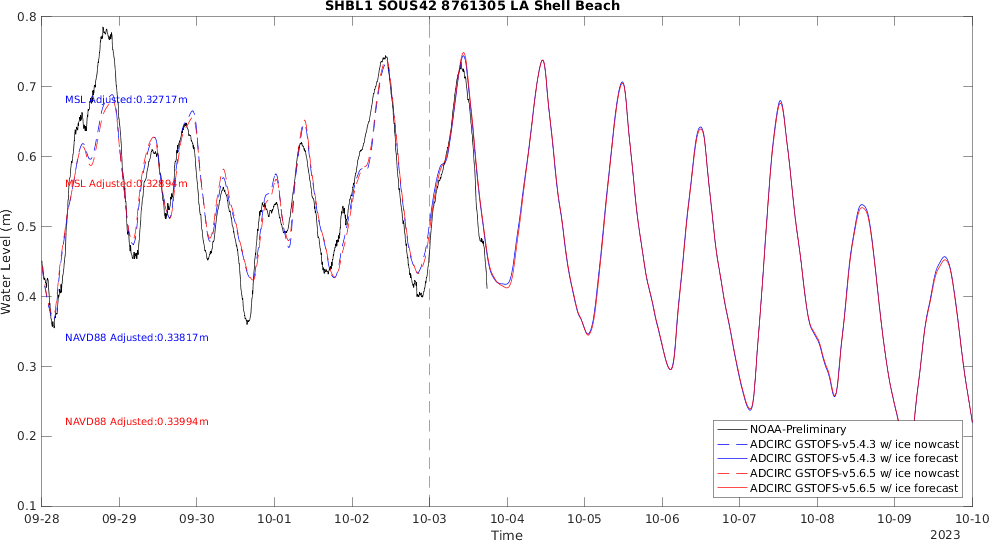 SHBL1 SOUS42 8761305 LA Shell Beach
Water Level (m)
0.8
0.7
0.6
0.5
0.4
0.3
0.2
0.1
MSL Adjusted:0.32717m
MSL Adjusted:0.32894m
NAVD88 Adjusted:0.33817m
NAVD88 Adjusted:0.33994m
NOAA-Preliminary
ADCIRC GSTOFS-v5.4.3 w/ ice nowcast
ADCIRC GSTOFS-v5.4.3 w/ ice forecast
ADCIRC GSTOFS-v5.6.5 w/ ice nowcast
ADCIRC GSTOFS-v5.6.5 w/ ice forecast
09-28 09-29 09-30 10-01 10-02 10-03 10-04 10-05 10-06 10-07 10-08 10-09 10-10
Time
2023